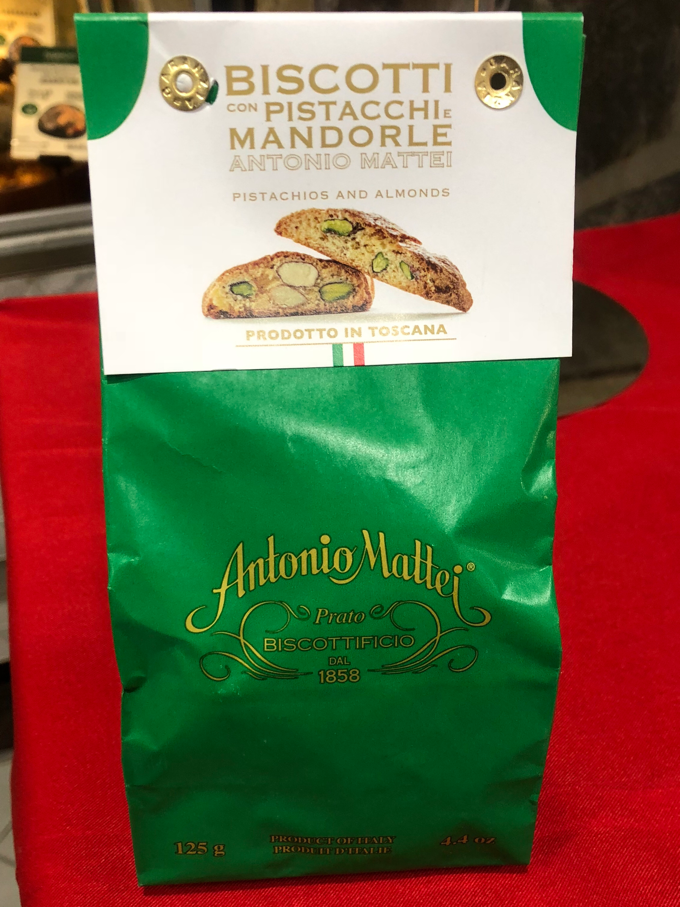 BISCOTTI
CON PISTACCHI E
MANDORLE
ANTONIO MATTEI
PISTACHIOS AND ALMONDS
PRODOTTO IN TOSCANA
Antonio Mattei®
Prato
BISCOTTIFICIO
DAL
1858
125 g
PRODUCT OF ITALY
PRODUIT D'ITALIE
4.4 oz